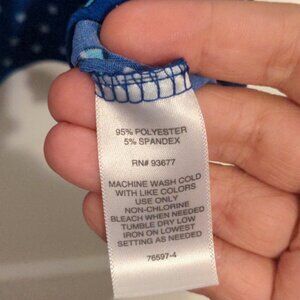 95% POLYESTER
5% SPANDEX
RN# 93677
MACHINE WASH COLD
WITH LIKE COLORS
USE ONLY
NON-CHLORINE
BLEACH WHEN NEEDED
TUMBLE DRY LOW
IRON ON LOWEST
SETTING AS NEEDED
76597-4